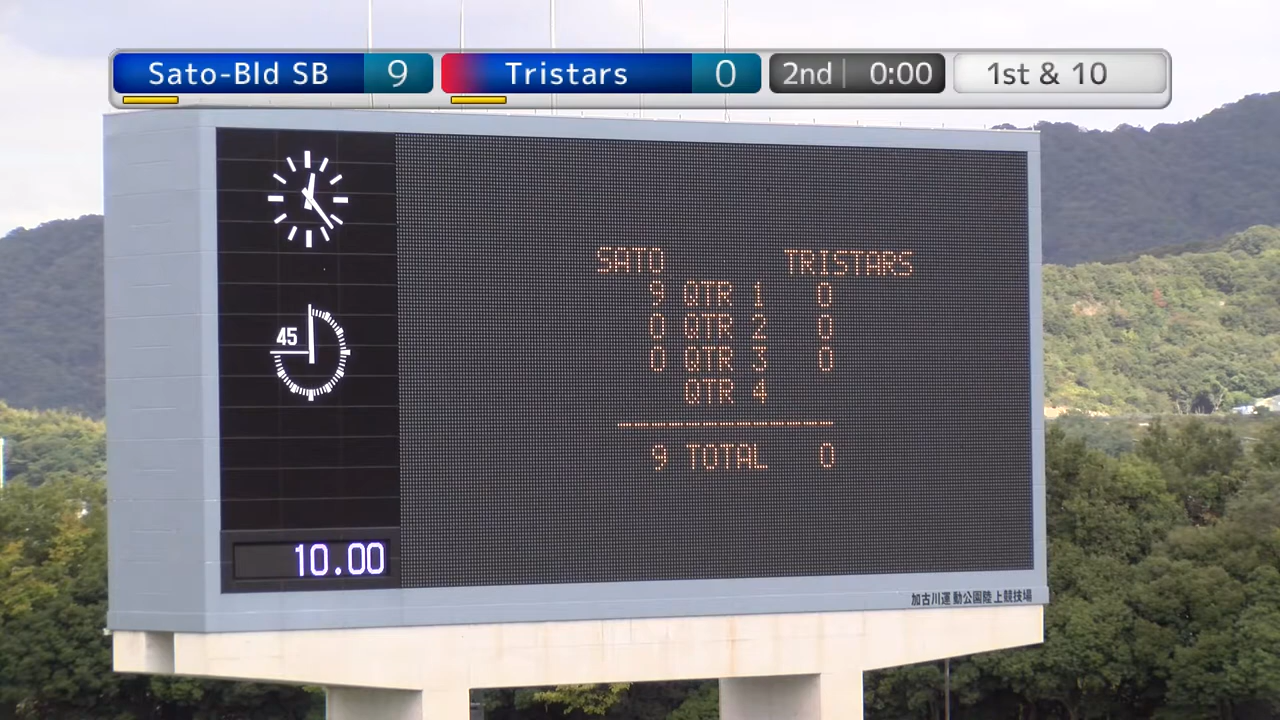 Sato-Bld SB 9 Tristars 0 2nd 0:00 1st & 10
SATO TRISTARS
9 QTR 1 0
0 QTR 2 0
0 QTR 3 0
QTR 4
9 TOTAL 0
45
10.00
加古川運動公園陸上競技場